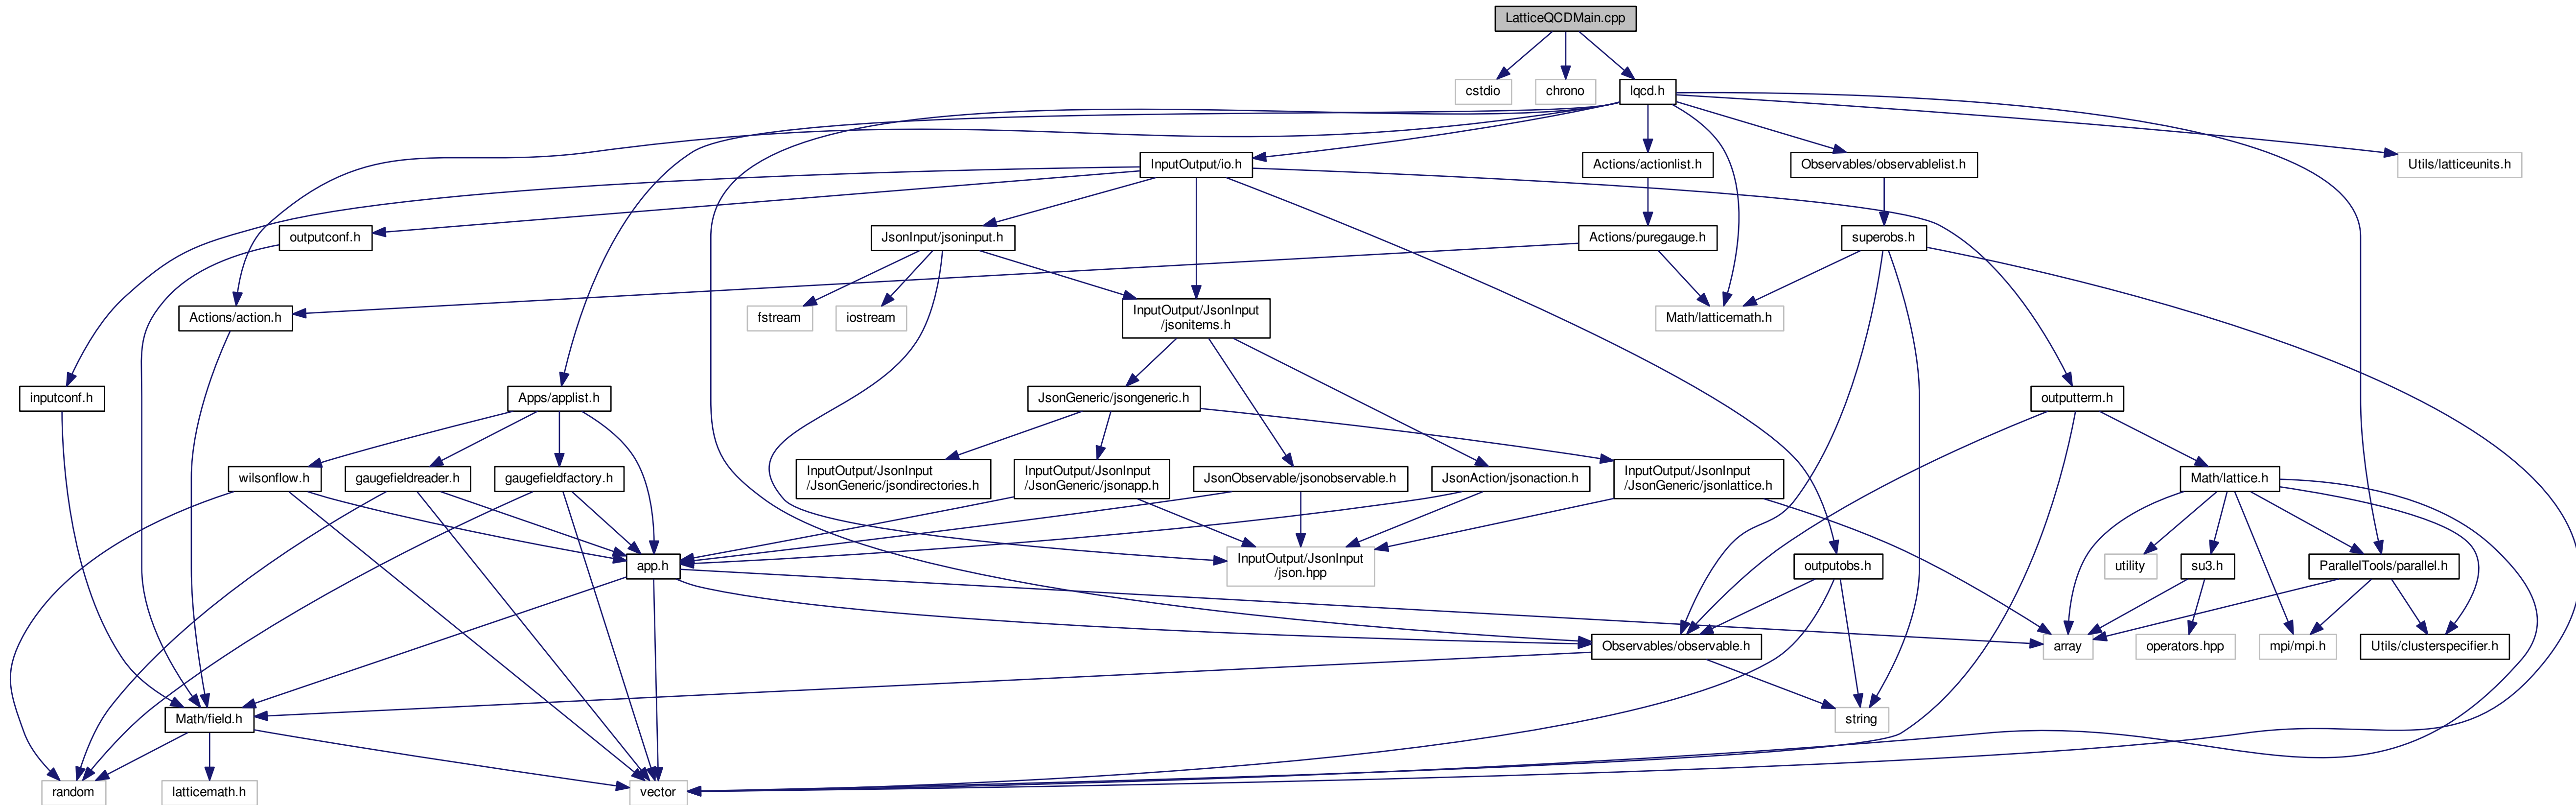 LatticeQCDMain.cpp
cstdio
chrono
lqcd.h
InputOutput/io.h
Actions/actionlist.h
Observables/observablelist.h
Utils/latticeunits.h
outputconf.h
JsonInput/jsoninput.h
Actions/puregauge.h
superobs.h
Actions/action.h
fstream
iostream
InputOutput/JsonInput
/jsonitems.h
Math/latticemath.h
inputconf.h
Apps/applist.h
JsonGeneric/jsongeneric.h
outputterm.h
wilsonflow.h
gaugefieldreader.h
gaugefieldfactory.h
InputOutput/JsonInput
/JsonGeneric/jsondirectories.h
InputOutput/JsonInput
/JsonGeneric/jsonapp.h
JsonObservable/jsonobservable.h
JsonAction/jsonaction.h
InputOutput/JsonInput
/JsonGeneric/jsonlattice.h
Math/lattice.h
app.h
InputOutput/JsonInput
/json.hpp
outputobs.h
utility
su3.h
ParallelTools/parallel.h
Observables/observable.h
array
operators.hpp
mpi/mpi.h
Utils/clusterspecifier.h
Math/field.h
string
random
latticemath.h
vector